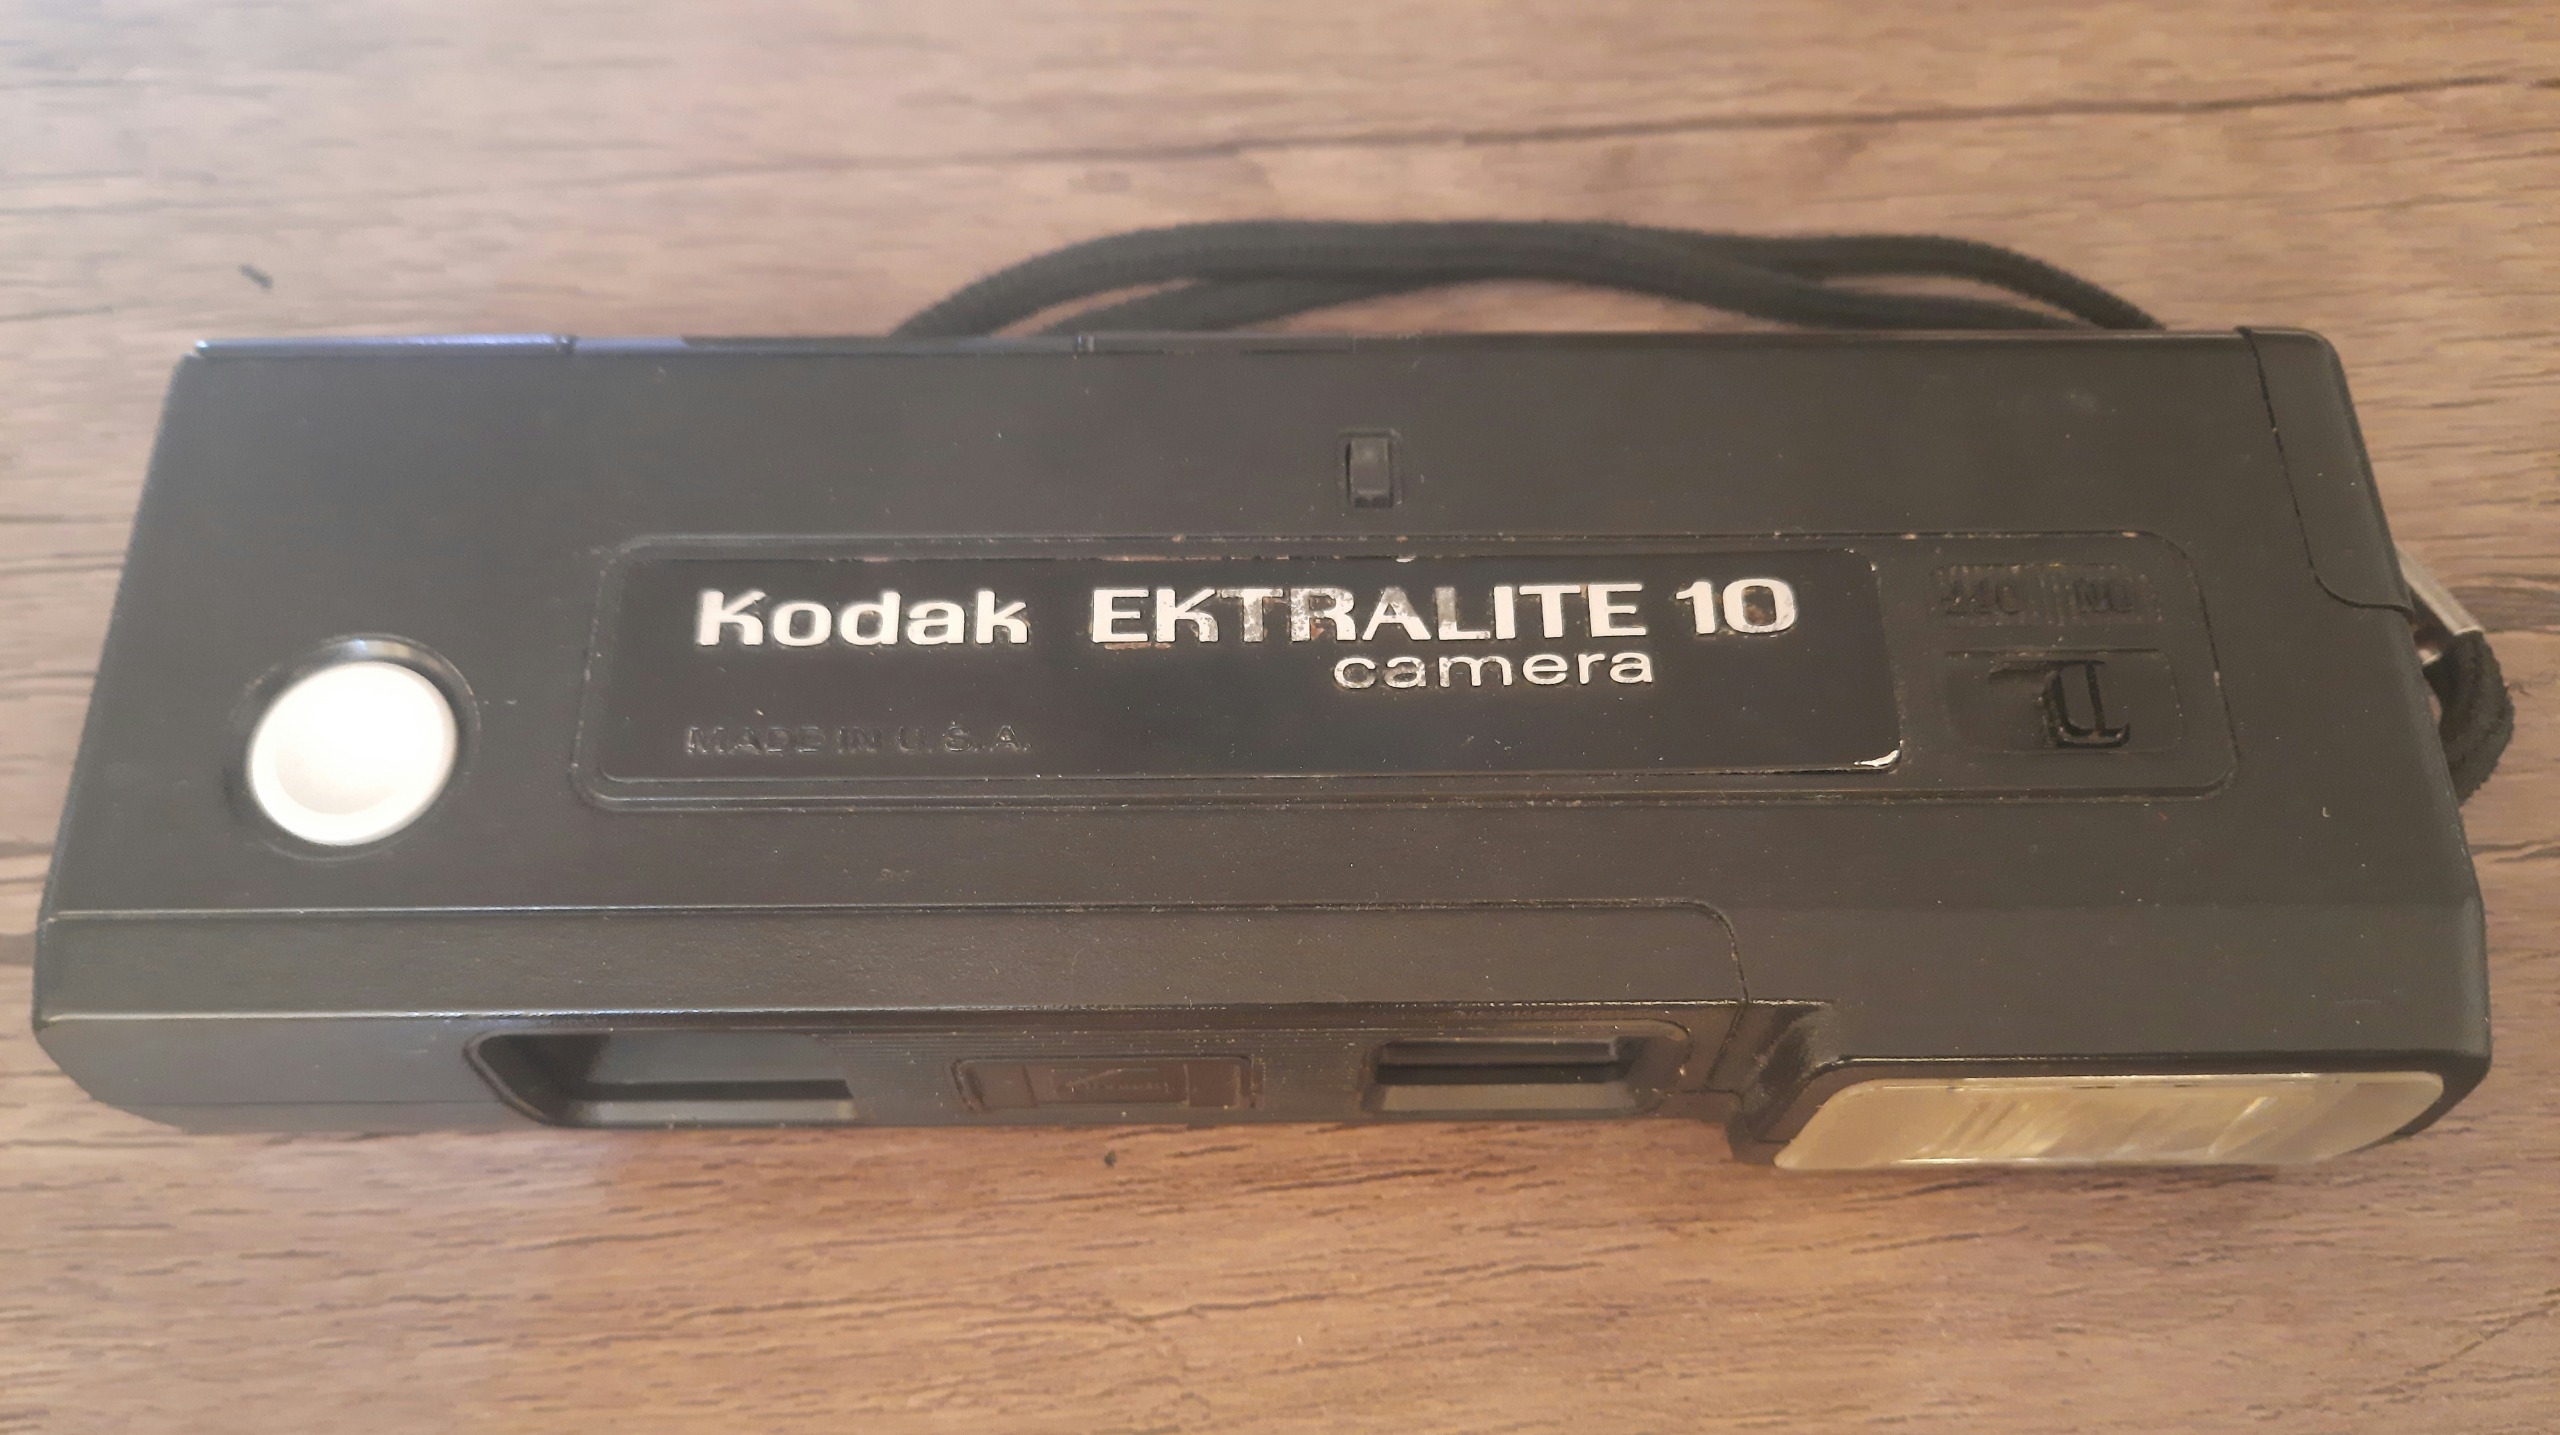 Kodak EKTRALITE 10
camera
MADE IN U.S.A.